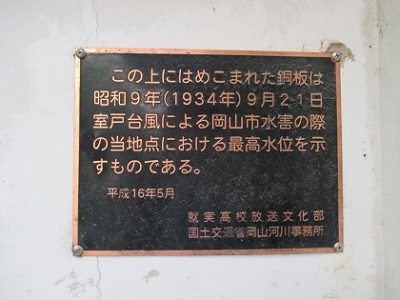 この上にはめこまれた銅板は
昭和9年(1934年)9月21日
室戸台風による岡山市水害の際
の当地点における最高水位を示
すものである。
平成16年5月
就実高校放送文化部
国土交通省岡山河川事務所